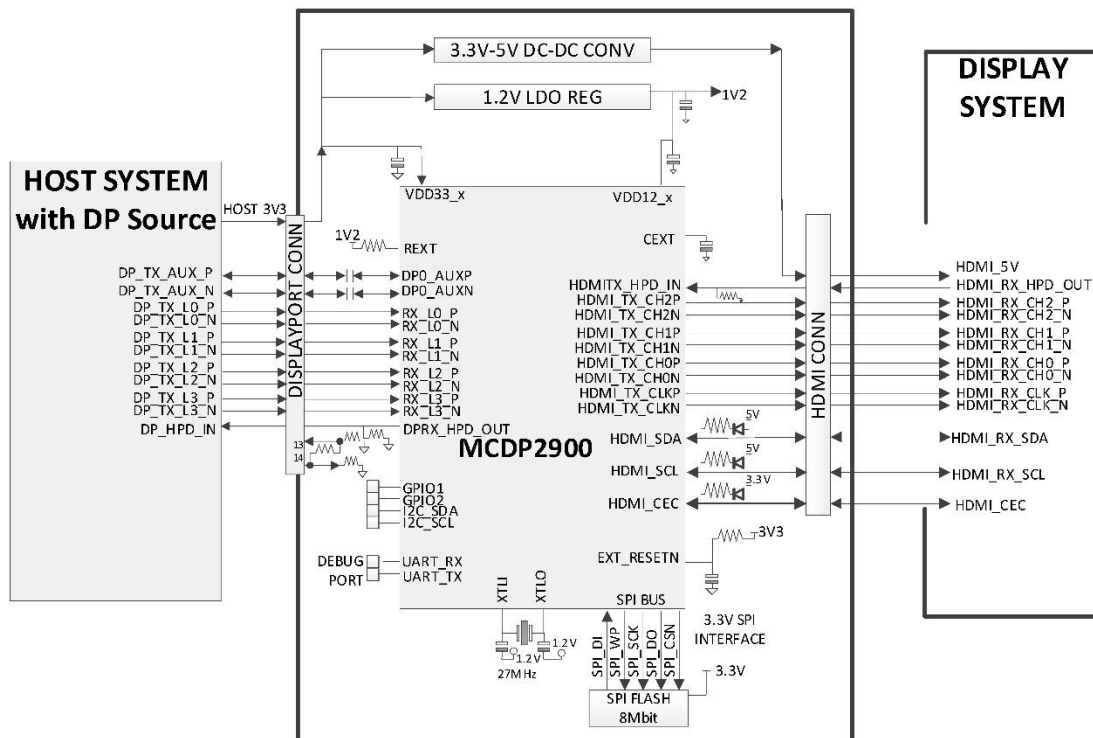 3.3V-5V DC-DC CONV
1.2V LDO REG
1V2
DISPLAY
SYSTEM
HOST SYSTEM
with DP Source
HOST 3V3
DISPLAYPORT CONN
VDD33_x
VDD12_x
1V2
REXT
CEXT
DP_TX_AUX_P
DP_TX_AUX_N
DP_TX_L0_P
DP_TX_L0_N
DP_TX_L1_P
DP_TX_L1_N
DP_TX_L2_P
DP_TX_L2_N
DP_TX_L3_P
DP_TX_L3_N
DP_HPD_IN
13
14
DP0_AUXP
DP0_AUXN
RX_L0_P
RX_L0_N
RX_L1_P
RX_L1_N
RX_L2_P
RX_L2_N
RX_L3_P
RX_L3_N
DPRX_HPD_OUT
MCDP2900
HDMITX_HPD_IN
HDMI_TX_CH2P
HDMI_TX_CH2N
HDMI_TX_CH1P
HDMI_TX_CH1N
HDMI_TX_CH0P
HDMI_TX_CH0N
HDMI_TX_CLKP
HDMI_TX_CLKN
HDMI_SDA
5V
HDMI_SCL
5V
HDMI_CEC
3.3V
HDMI CONN
HDMI_5V
HDMI_RX_HPD_OUT
HDMI_RX_CH2_P
HDMI_RX_CH2_N
HDMI_RX_CH1_P
HDMI_RX_CH1_N
HDMI_RX_CH0_P
HDMI_RX_CH0_N
HDMI_RX_CLK_P
HDMI_RX_CLK_N
HDMI_RX_SDA
HDMI_RX_SCL
HDMI_CEC
GPIO1
GPIO2
I2C_SDA
I2C_SCL
DEBUG
PORT
UART_RX
UART_TX
EXT_RESETN
3V3
XTLI
XTLO
1.2V
1.2V
27MHz
SPI BUS
SPI_DI
SPI_WP
SPI_SCK
SPI_DO
SPI_CSN
3.3V SPI
INTERFACE
3.3V
SPI FLASH
8Mbit